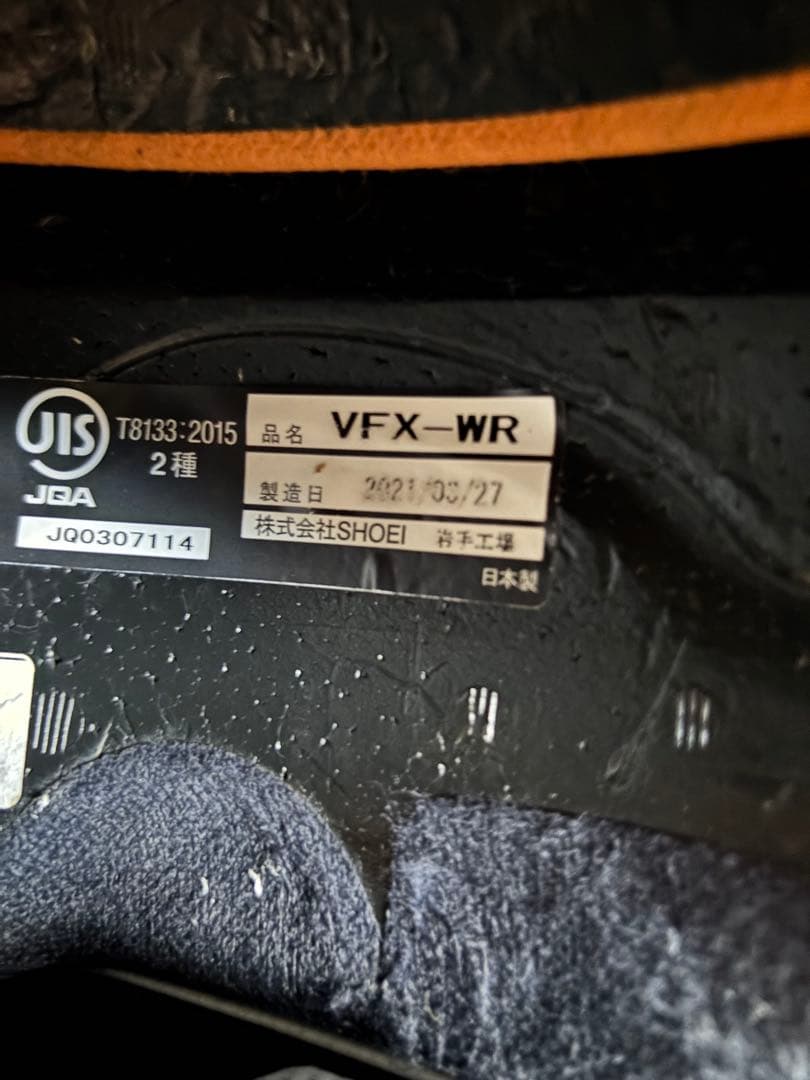 JIS
JQA
T8133:2015
2種
JQ0307114
品名 VFX-WR
製造日
株式会社SHOEI 岩手工場
日本製